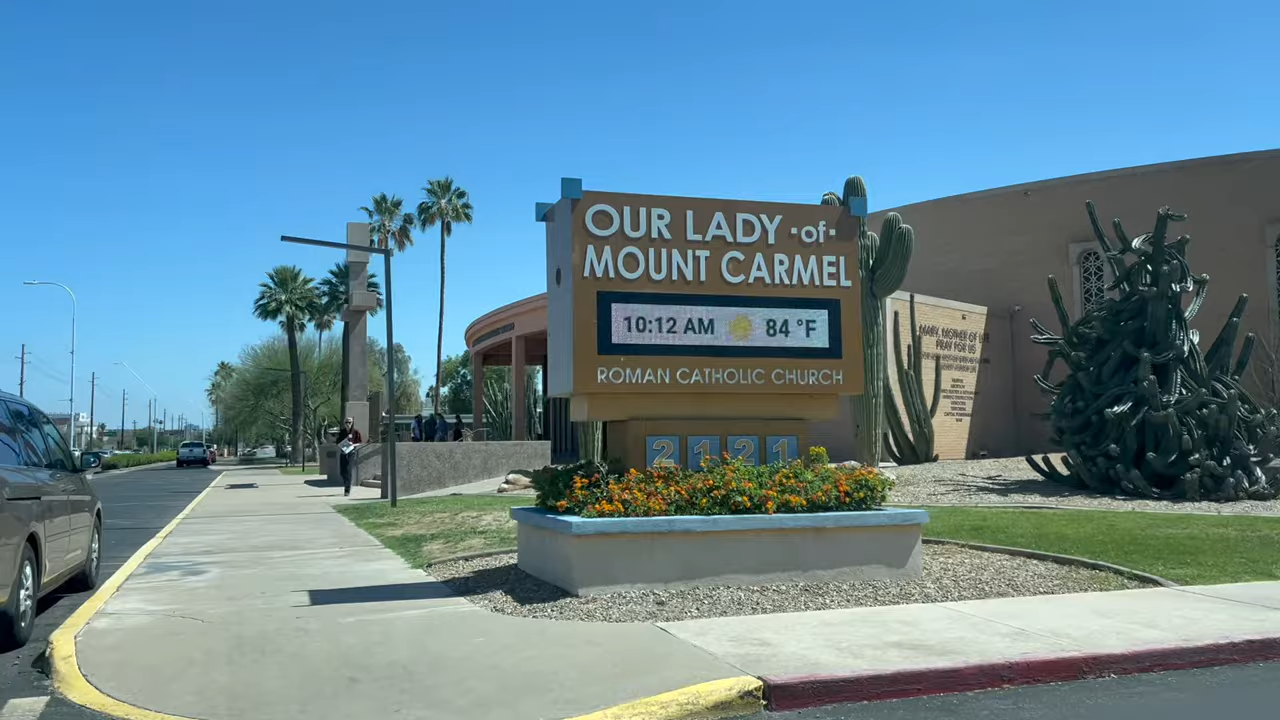 OUR LADY -of-
MOUNT CARMEL
10:12 AM 84 °F
ROMAN CATHOLIC CHURCH
2121
MARY, MOTHER OF LIFE
PRAY FOR US